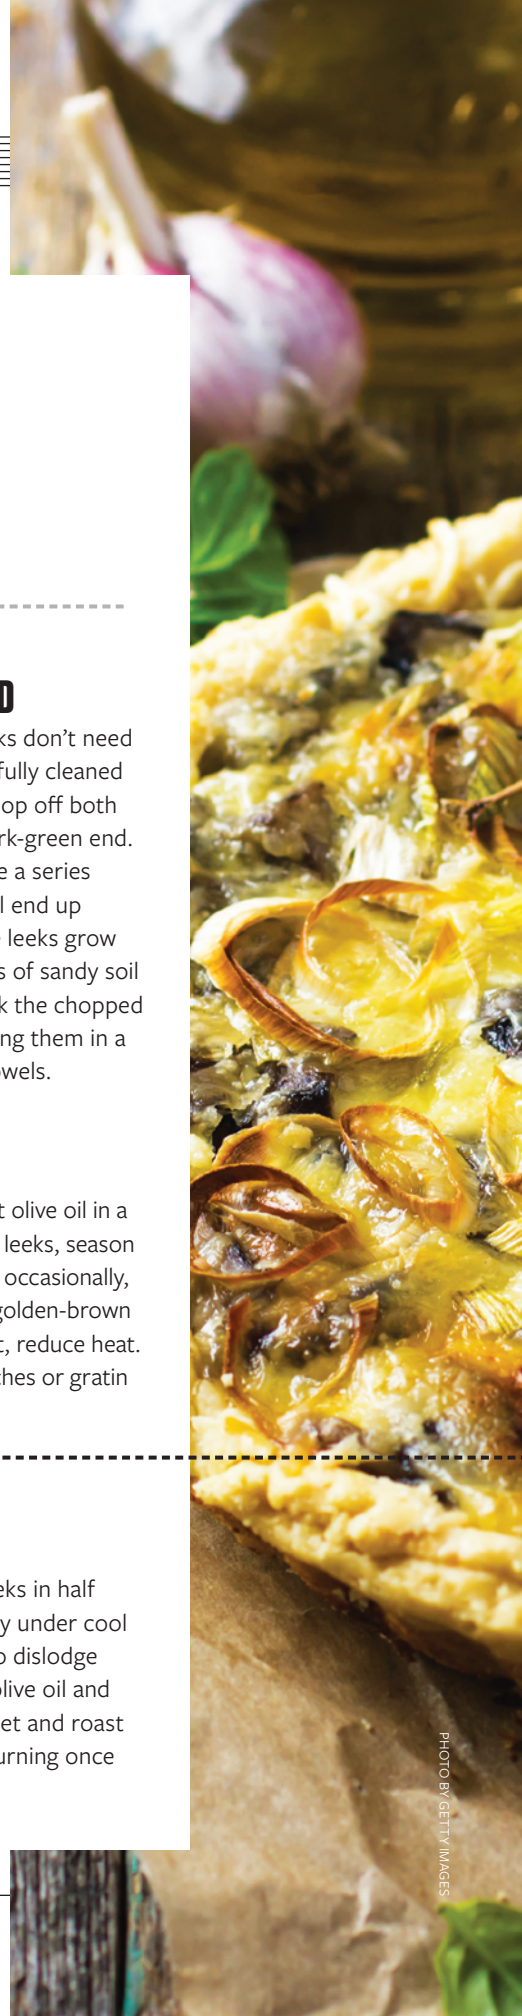 D
ks don't need
fully cleaned
op off both
rk-green end.
e a series
l end up
leeks grow
s of sandy soil
k the chopped
ng them in a
wels.
t olive oil in a
leeks, season
occasionally,
golden-brown
t, reduce heat.
ches or gratin
eks in half
y under cool
o dislodge
olive oil and
et and roast
urning once
PHOTO BY GETTY IMAGES